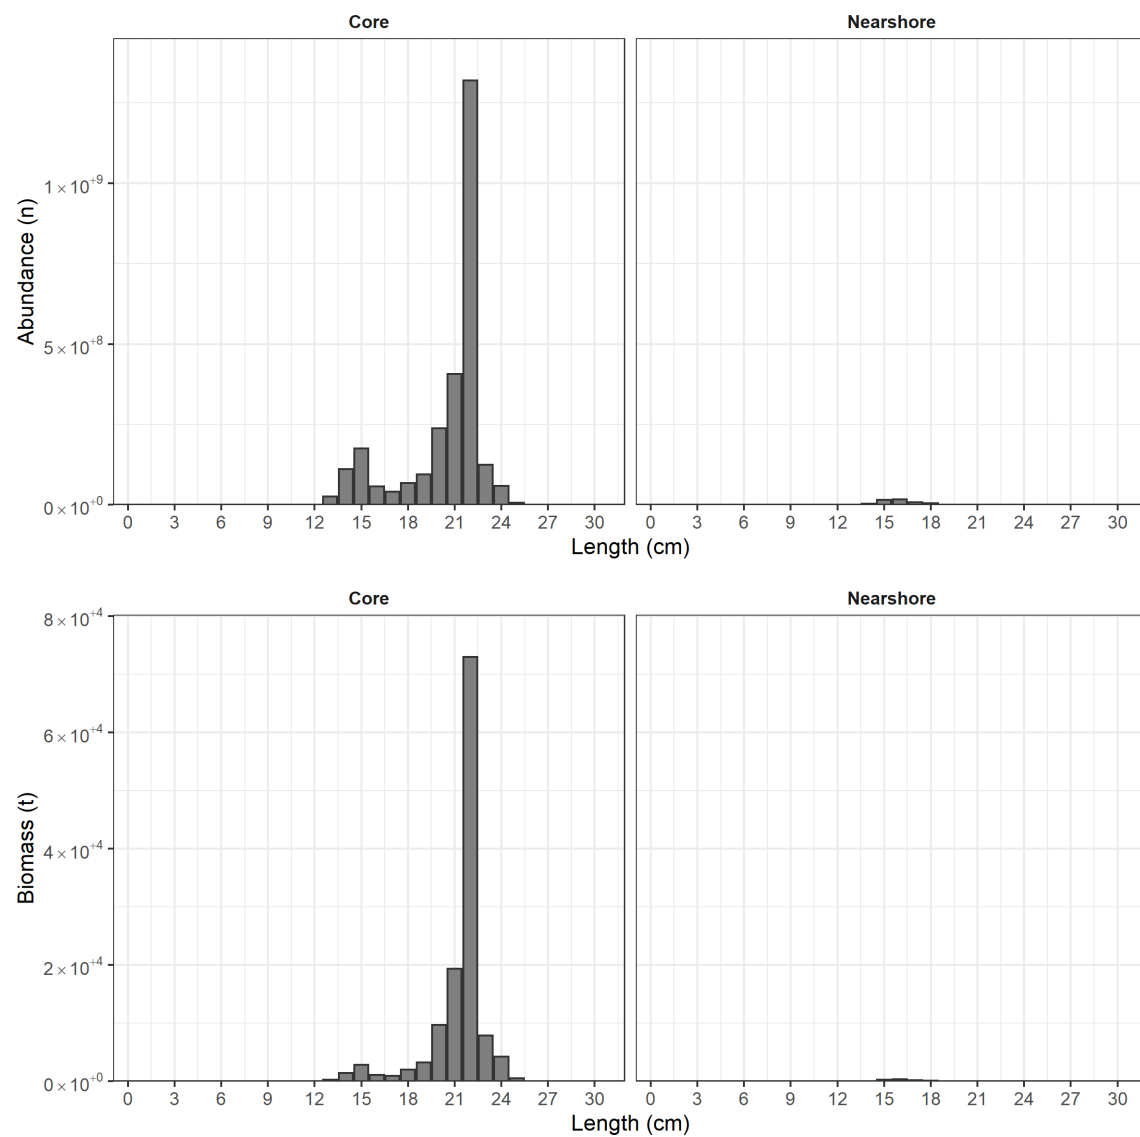 Core Nearshore
Abundance (n)
1 × 10⁺⁹
5 × 10⁺⁸
0 × 10⁺⁰
0 3 6 9 12 15 18 21 24 27 30 0 3 6 9 12 15 18 21 24 27 30
Length (cm)
Core Nearshore
Biomass (t)
8 × 10⁺⁴
6 × 10⁺⁴
4 × 10⁺⁴
2 × 10⁺⁴
0 × 10⁺⁰
0 3 6 9 12 15 18 21 24 27 30 0 3 6 9 12 15 18 21 24 27 30
Length (cm)